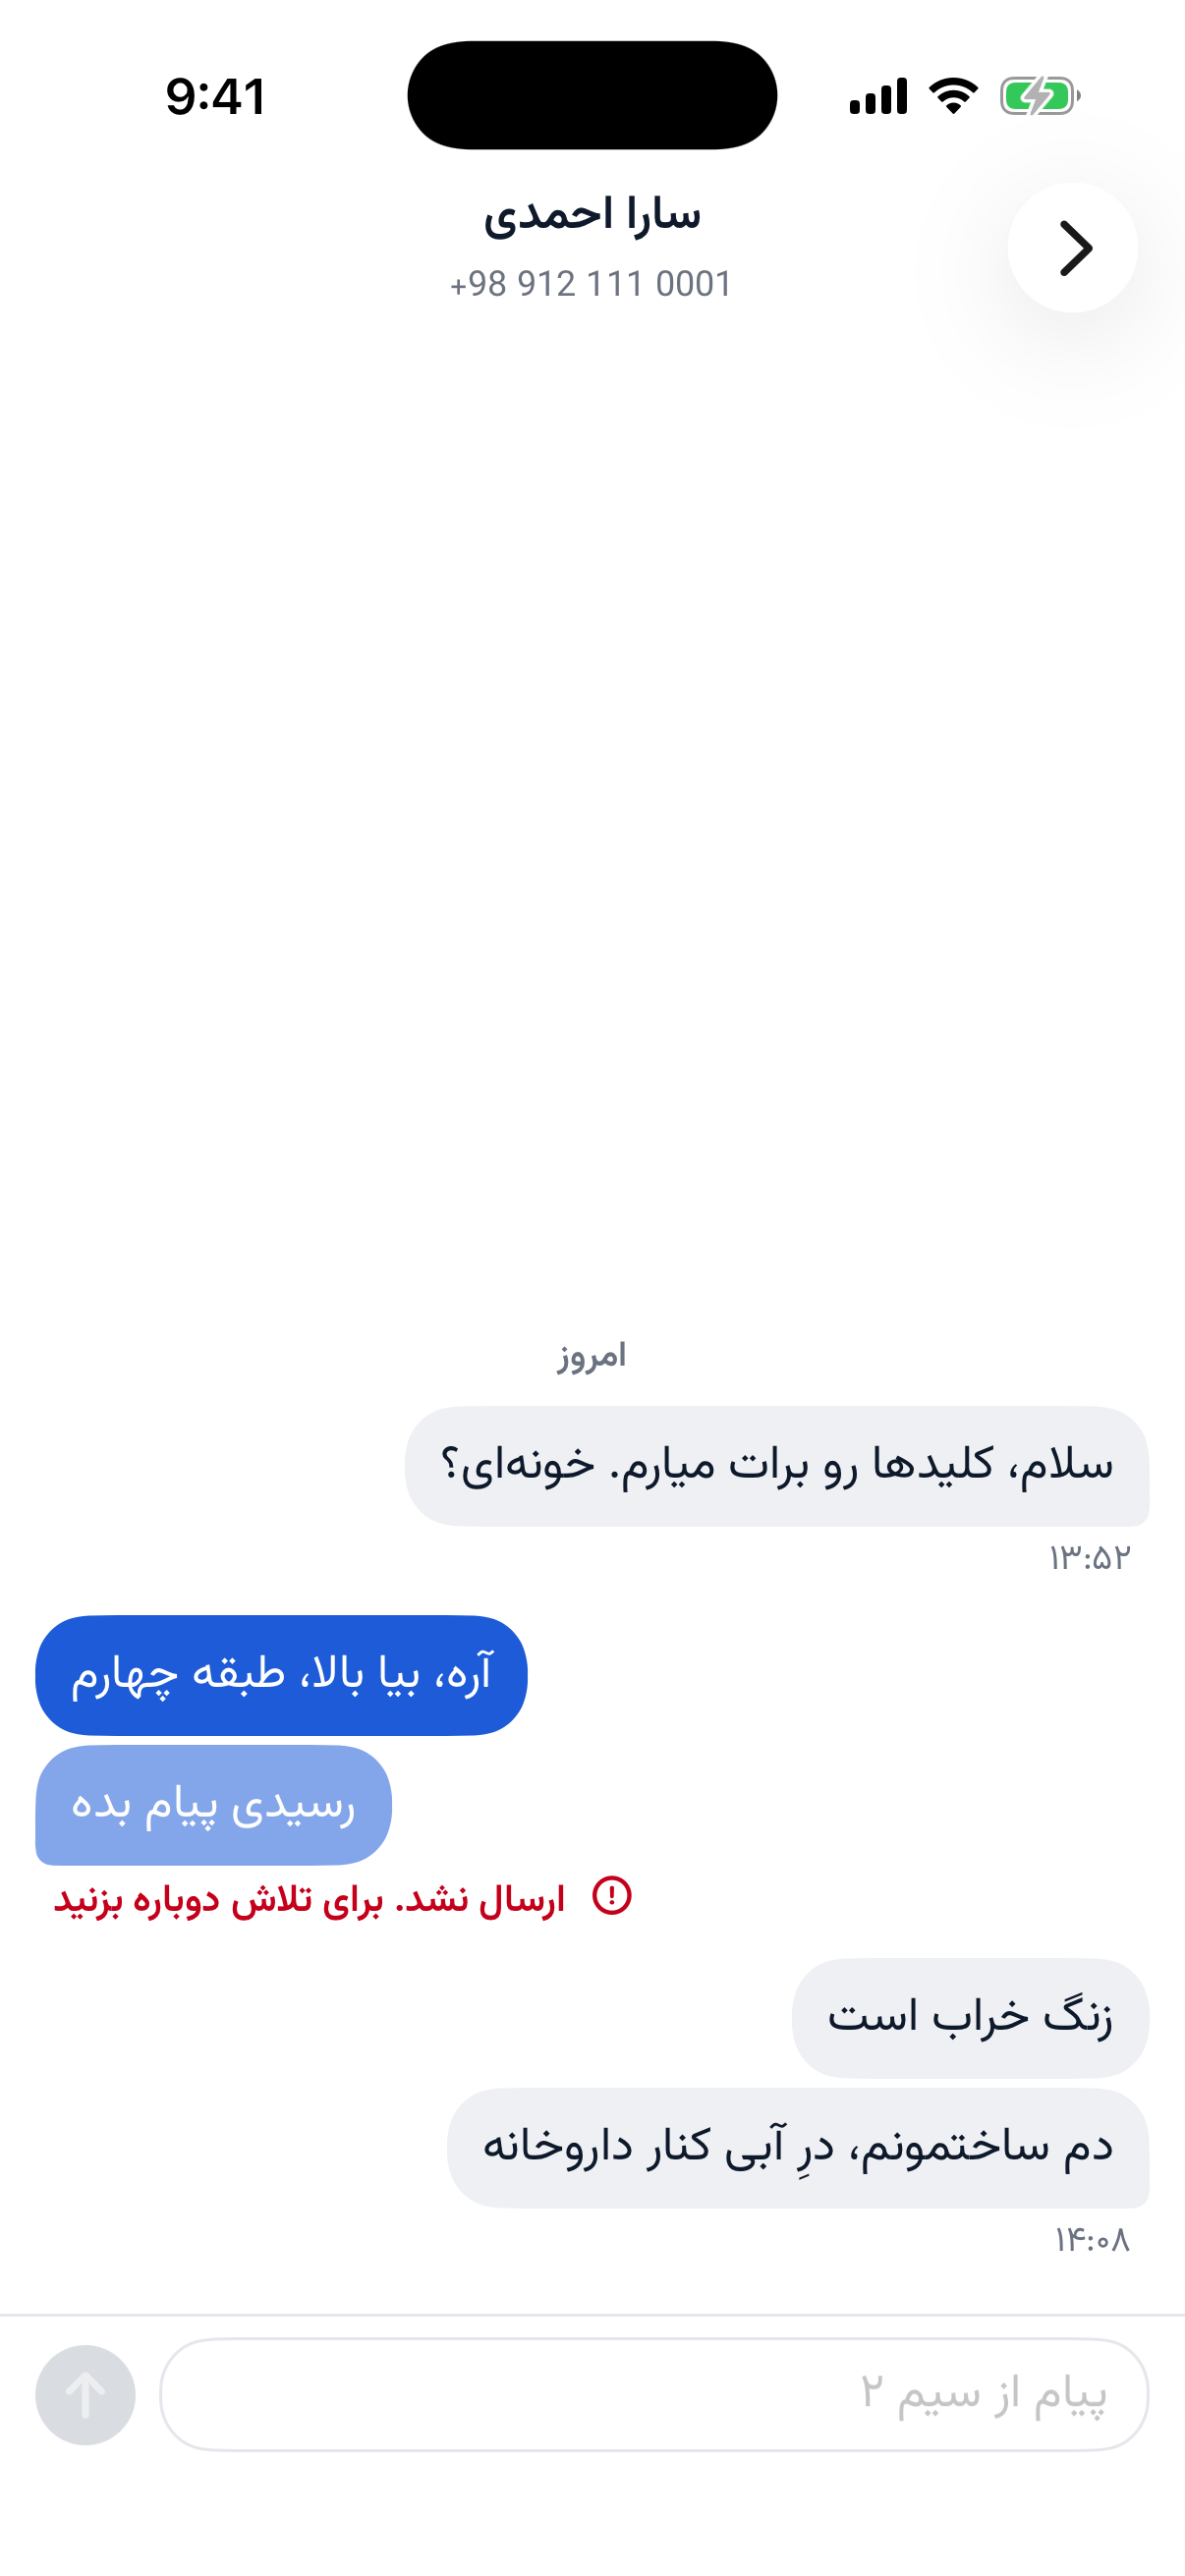 9:41
سارا احمدی
+98 912 111 0001
امروز
سلام، کلیدها رو برات میارم. خونه‌ای؟
۱۳:۵۲
آره، بیا بالا، طبقه چهارم
رسیدی پیام بده
ارسال نشد. برای تلاش دوباره بزنید
زنگ خراب است
دم ساختمونم، درِ آبی کنار داروخانه
۱۴:۰۸
پیام از سیم ۲